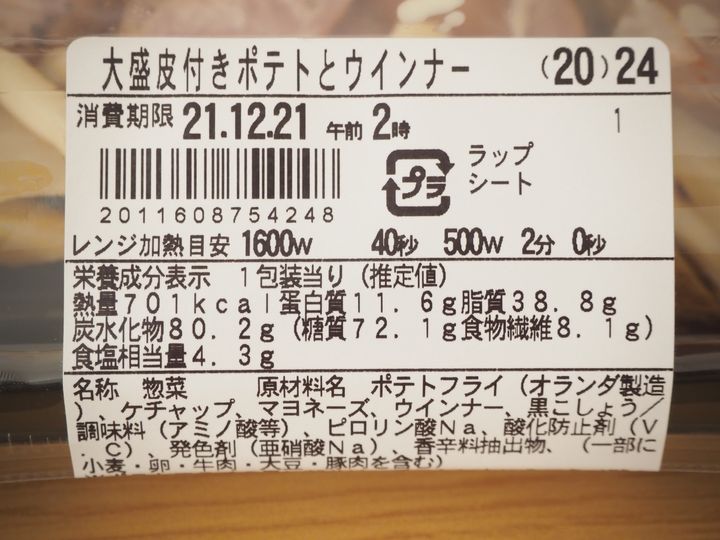 大盛皮付きポテトとウインナー (20) 24
消費期限 21.12.21 午前 2時 1
プラ ラップ
シート
2011608754248
レンジ加熱目安 1600W 40秒 500W 2分 0秒
栄養成分表示 1包装当り (推定値)
熱量701kcal蛋白質11.6g脂質38.8g
炭水化物80.2g (糖質72.1g食物繊維8.1g)
食塩相当量4.3g
名称 惣菜 原材料名 ポテトフライ (オランダ製造
)、ケチャップ、マヨネーズ、ウインナー、黒こしょう/
調味料 (アミノ酸等)、ピロリン酸Na、酸化防止剤 (V
.C)、発色剤 (亜硝酸Na)、香辛料抽出物、 (一部に
小麦・卵・牛肉・大豆・豚肉を含む)